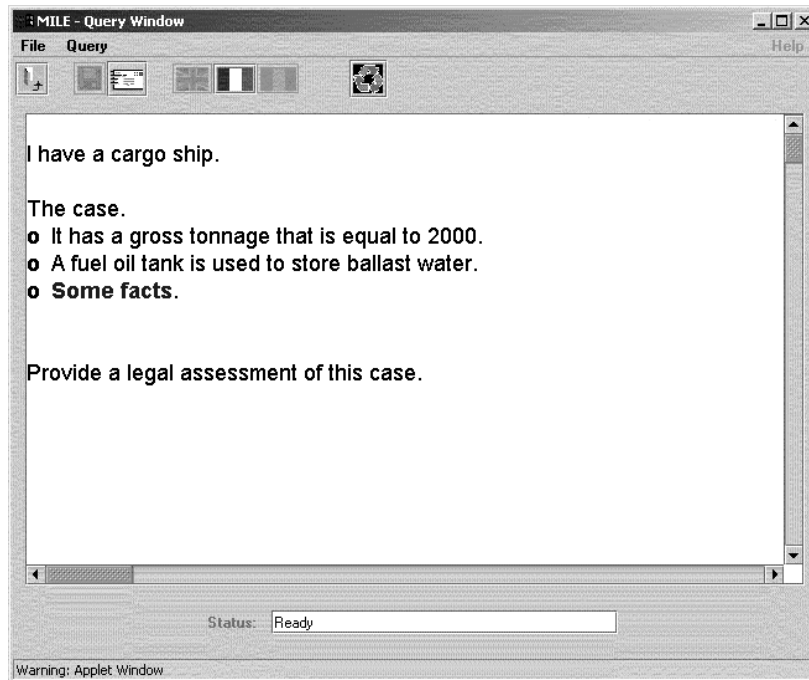 MILE - Query Window
File Query Help
I have a cargo ship.
The case.
o It has a gross tonnage that is equal to 2000.
o A fuel oil tank is used to store ballast water.
o Some facts.
Provide a legal assessment of this case.
Status: Ready
Warning: Applet Window